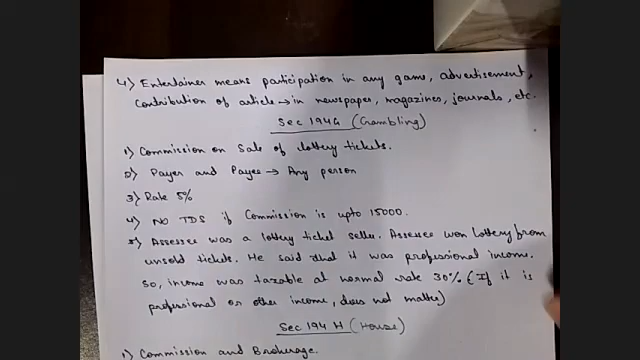 4) Entertainer means participation in any game, advertisement,
contribution of article → in newspaper, magazines, journals, etc.
Sec 194G (Gambling)
1) Commission on Sale of lottery tickets.
2) Payer and Payee → Any person
3) Rate 5%
4) No TDS if Commission is upto 15000.
*) Assessee was a lottery ticket seller. Assessee won lottery from
unsold tickets. He said that it was professional income.
So, income was taxable at normal rate 30% (If it is
professional or other income, does not matter)
Sec 194 H (House)
1) Commission and Brokerage.